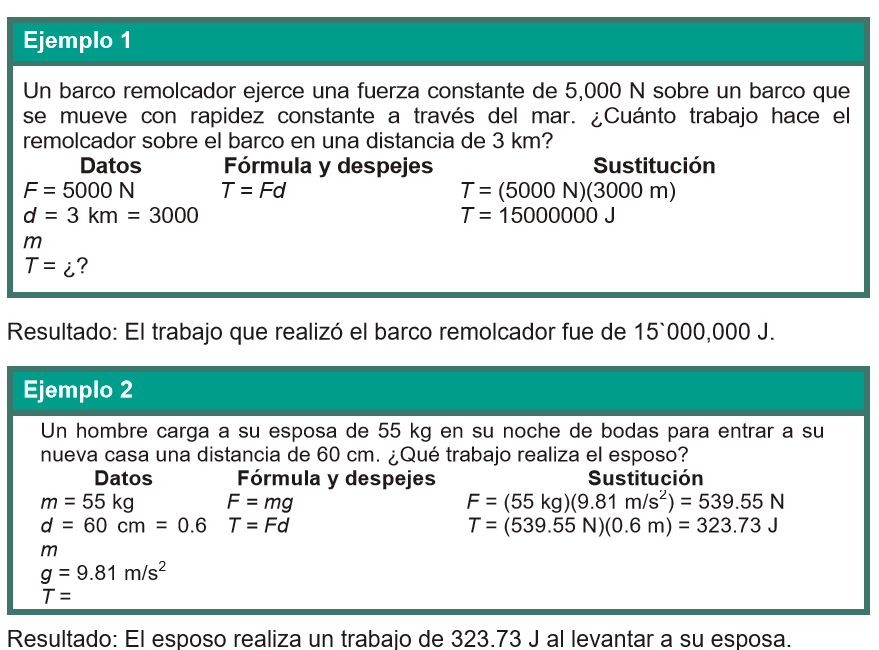 Ejemplo 1
Un barco remolcador ejerce una fuerza constante de 5,000 N sobre un barco que
se mueve con rapidez constante a través del mar. ¿Cuánto trabajo hace el
remolcador sobre el barco en una distancia de 3 km?
Datos Fórmula y despejes Sustitución
F = 5000 N T = Fd T = (5000 N)(3000 m)
d = 3 km = 3000 T = 15000000 J
m
T = ¿?
Resultado: El trabajo que realizó el barco remolcador fue de 15`000,000 J.
Ejemplo 2
Un hombre carga a su esposa de 55 kg en su noche de bodas para entrar a su
nueva casa una distancia de 60 cm. ¿Qué trabajo realiza el esposo?
Datos Fórmula y despejes Sustitución
m = 55 kg F = mg F = (55 kg)(9.81 m/s²) = 539.55 N
d = 60 cm = 0.6 T = Fd T = (539.55 N)(0.6 m) = 323.73 J
m
g = 9.81 m/s²
T =
Resultado: El esposo realiza un trabajo de 323.73 J al levantar a su esposa.